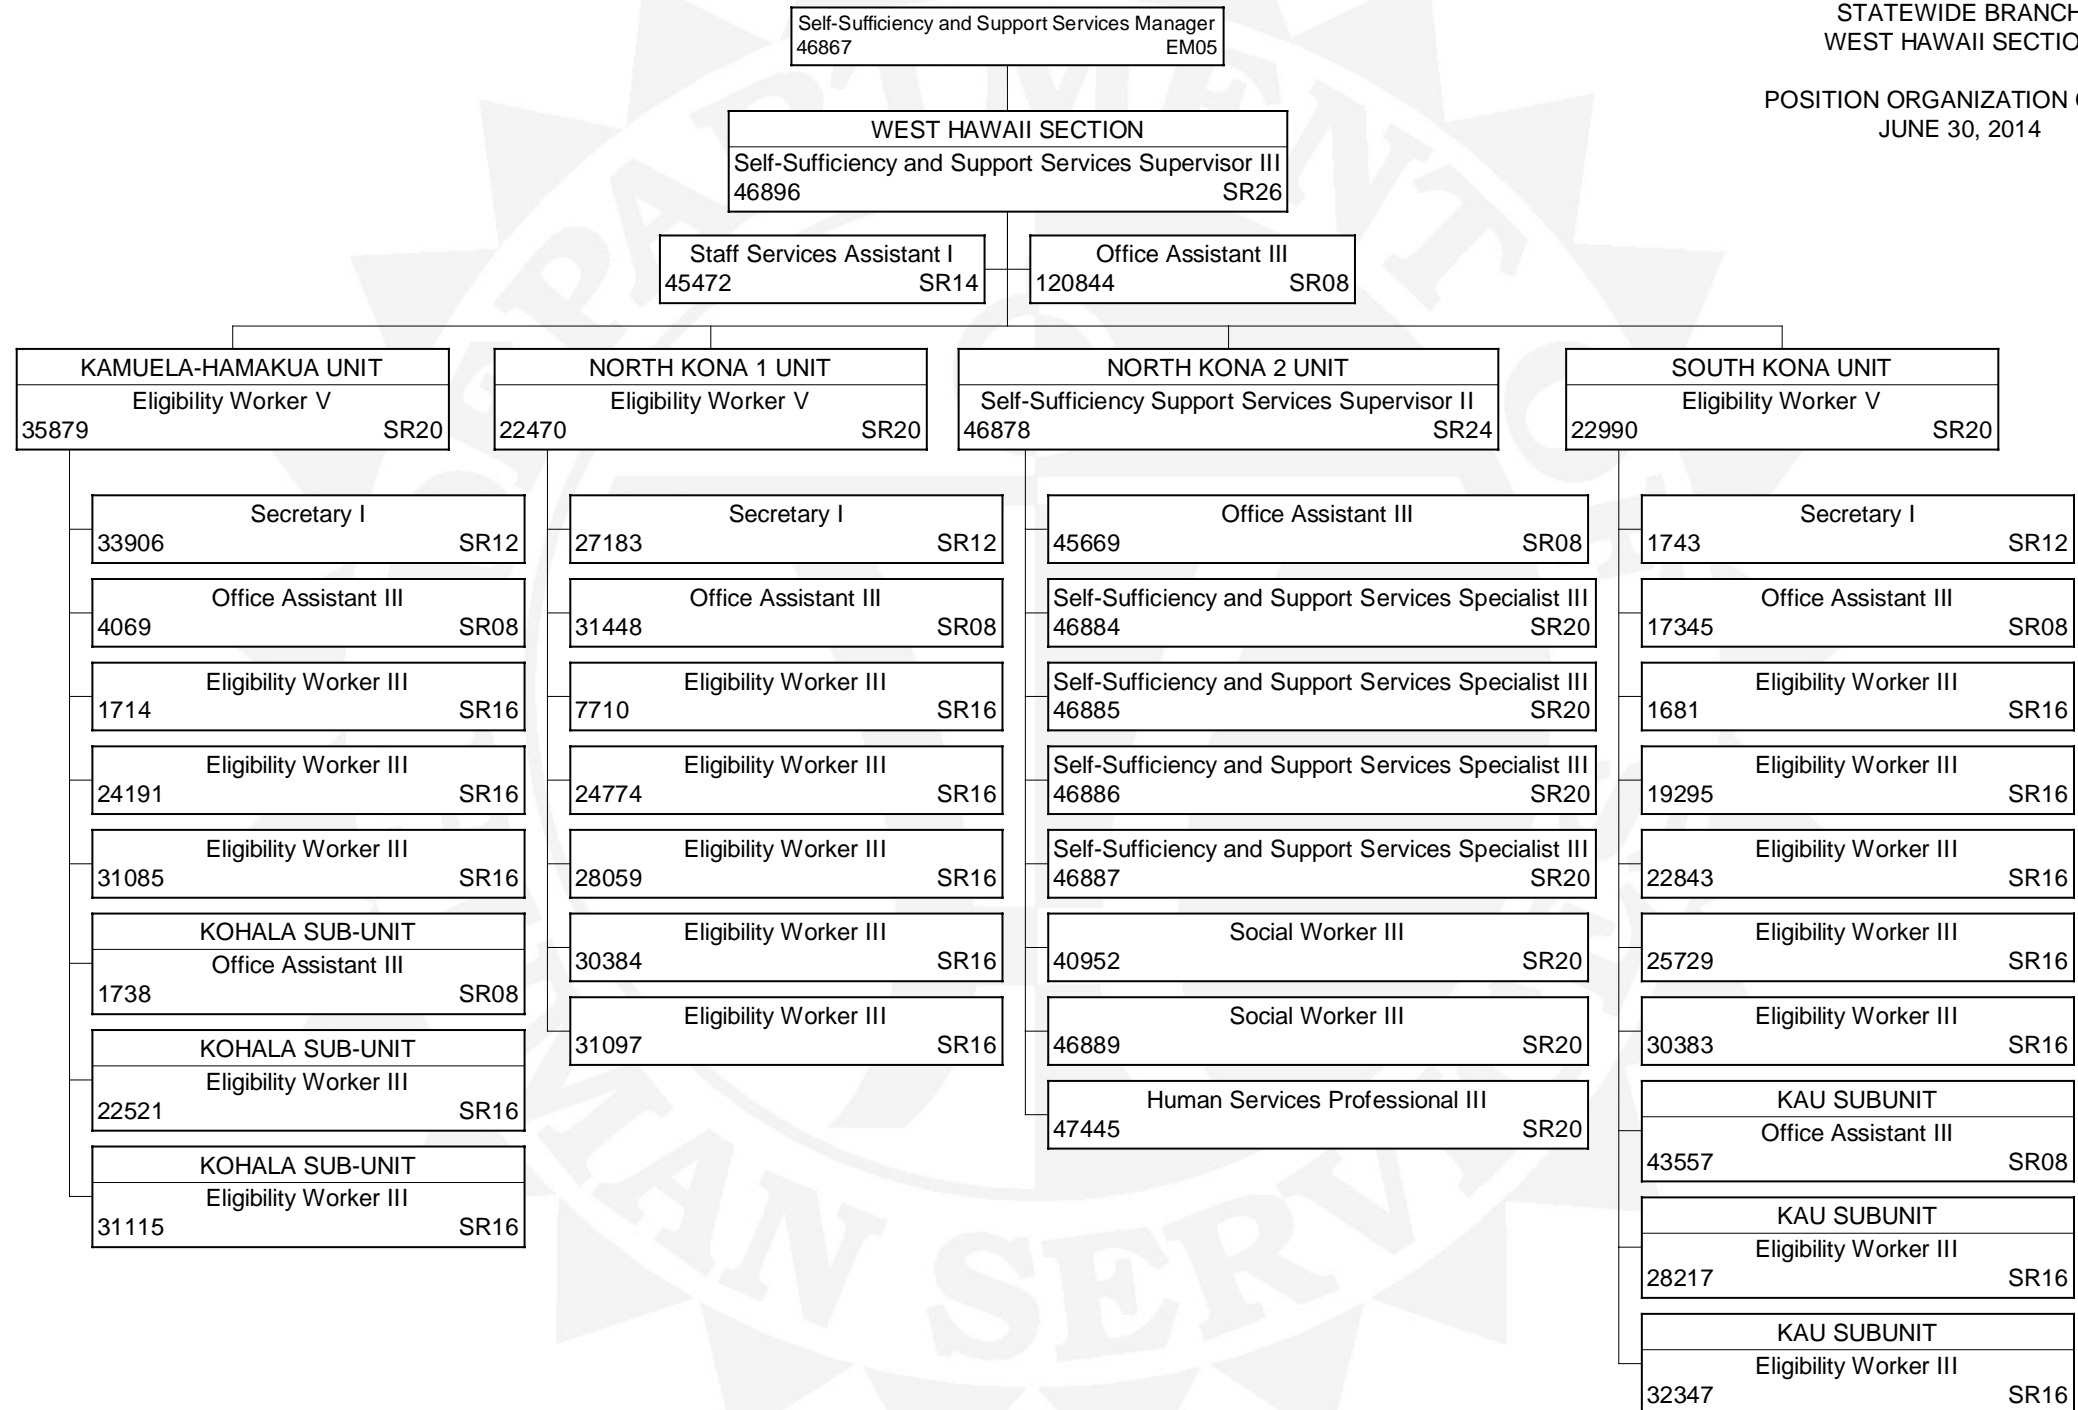 Self-Sufficiency and Support Services Manager
46867 EM05
STATEWIDE BRANCH
WEST HAWAII SECTIO
POSITION ORGANIZATION
JUNE 30, 2014
WEST HAWAII SECTION
Self-Sufficiency and Support Services Supervisor III
46896 SR26
Staff Services Assistant I
45472 SR14
Office Assistant III
120844 SR08
KAMUELA-HAMAKUA UNIT
Eligibility Worker V
35879 SR20
Secretary I
33906 SR12
Office Assistant III
4069 SR08
Eligibility Worker III
1714 SR16
Eligibility Worker III
24191 SR16
Eligibility Worker III
31085 SR16
KOHALA SUB-UNIT
Office Assistant III
1738 SR08
KOHALA SUB-UNIT
Eligibility Worker III
22521 SR16
KOHALA SUB-UNIT
Eligibility Worker III
31115 SR16
NORTH KONA 1 UNIT
Eligibility Worker V
22470 SR20
Secretary I
27183 SR12
Office Assistant III
31448 SR08
Eligibility Worker III
7710 SR16
Eligibility Worker III
24774 SR16
Eligibility Worker III
28059 SR16
Eligibility Worker III
30384 SR16
Eligibility Worker III
31097 SR16
NORTH KONA 2 UNIT
Self-Sufficiency Support Services Supervisor II
46878 SR24
Office Assistant III
45669 SR08
Self-Sufficiency and Support Services Specialist III
46884 SR20
Self-Sufficiency and Support Services Specialist III
46885 SR20
Self-Sufficiency and Support Services Specialist III
46886 SR20
Self-Sufficiency and Support Services Specialist III
46887 SR20
Social Worker III
40952 SR20
Social Worker III
46889 SR20
Human Services Professional III
47445 SR20
SOUTH KONA UNIT
Eligibility Worker V
22990 SR20
Secretary I
1743 SR12
Office Assistant III
17345 SR08
Eligibility Worker III
1681 SR16
Eligibility Worker III
19295 SR16
Eligibility Worker III
22843 SR16
Eligibility Worker III
25729 SR16
Eligibility Worker III
30383 SR16
KAU SUBUNIT
Office Assistant III
43557 SR08
KAU SUBUNIT
Eligibility Worker III
28217 SR16
KAU SUBUNIT
Eligibility Worker III
32347 SR16